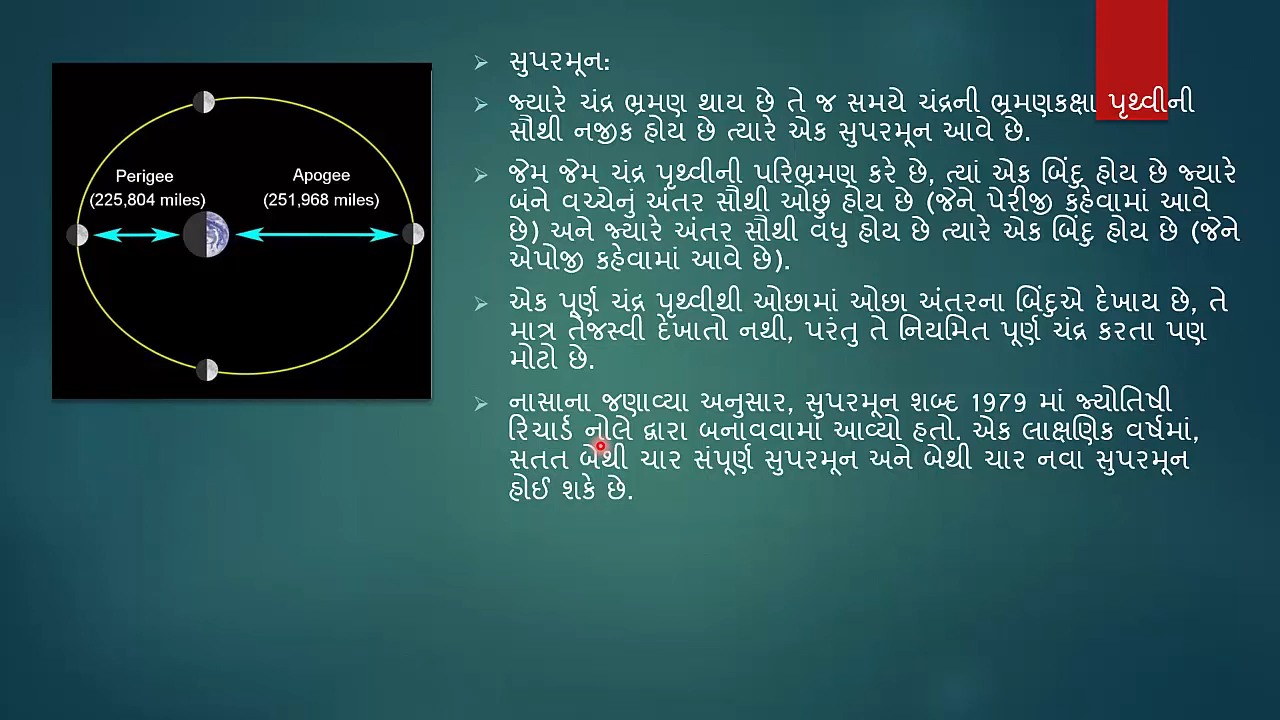 Perigee
(225,804 miles)
Apogee
(251,968 miles)
સુપરમૂન:
જ્યારે ચંદ્ર ભ્રમણ થાય છે તે જ સમયે ચંદ્રની ભ્રમણકક્ષા પૃથ્વીની
સૌથી નજીક હોય છે ત્યારે એક સુપરમૂન આવે છે.
જેમ જેમ ચંદ્ર પૃથ્વીની પરિભ્રમણ કરે છે, ત્યાં એક બિંદુ હોય છે જ્યારે
બંને વચ્ચેનું અંતર સૌથી ઓછું હોય છે (જેને પેરીજી કહેવામાં આવે
છે) અને જ્યારે અંતર સૌથી વધુ હોય છે ત્યારે એક બિંદુ હોય છે (જેને
એપોજી કહેવામાં આવે છે).
એક પૂર્ણ ચંદ્ર પૃથ્વીથી ઓછામાં ઓછા અંતરના બિંદુએ દેખાય છે, તે
માત્ર તેજસ્વી દેખાતો નથી, પરંતુ તે નિયમિત પૂર્ણ ચંદ્ર કરતા પણ
મોટો છે.
નાસાના જણાવ્યા અનુસાર, સુપરમૂન શબ્દ 1979 માં જ્યોતિષી
રિચાર્ડ નોલે દ્વારા બનાવવામાં આવ્યો હતો. એક લાક્ષણિક વર્ષમાં,
સતત બેથી ચાર સંપૂર્ણ સુપરમૂન અને બેથી ચાર નવા સુપરમૂન
હોઈ શકે છે.